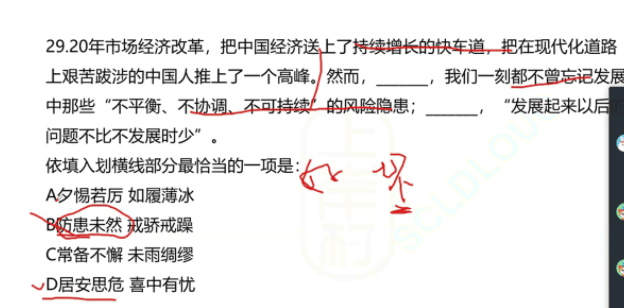 29.20年市场经济改革，把中国经济送上了持续增长的快车道，把在现代化道路
上艰苦跋涉的中国人推上了一个高峰。然而，______，我们一刻都不曾忘记发展
中那些“不平衡、不协调、不可持续”的风险隐患；______，“发展起来以后的
问题不比不发展时少”。
依填入划横线部分最恰当的一项是：
好 坏
A夕惕若厉 如履薄冰
B防患未然 戒骄戒躁
C常备不懈 未雨绸缪
D居安思危 喜中有忧